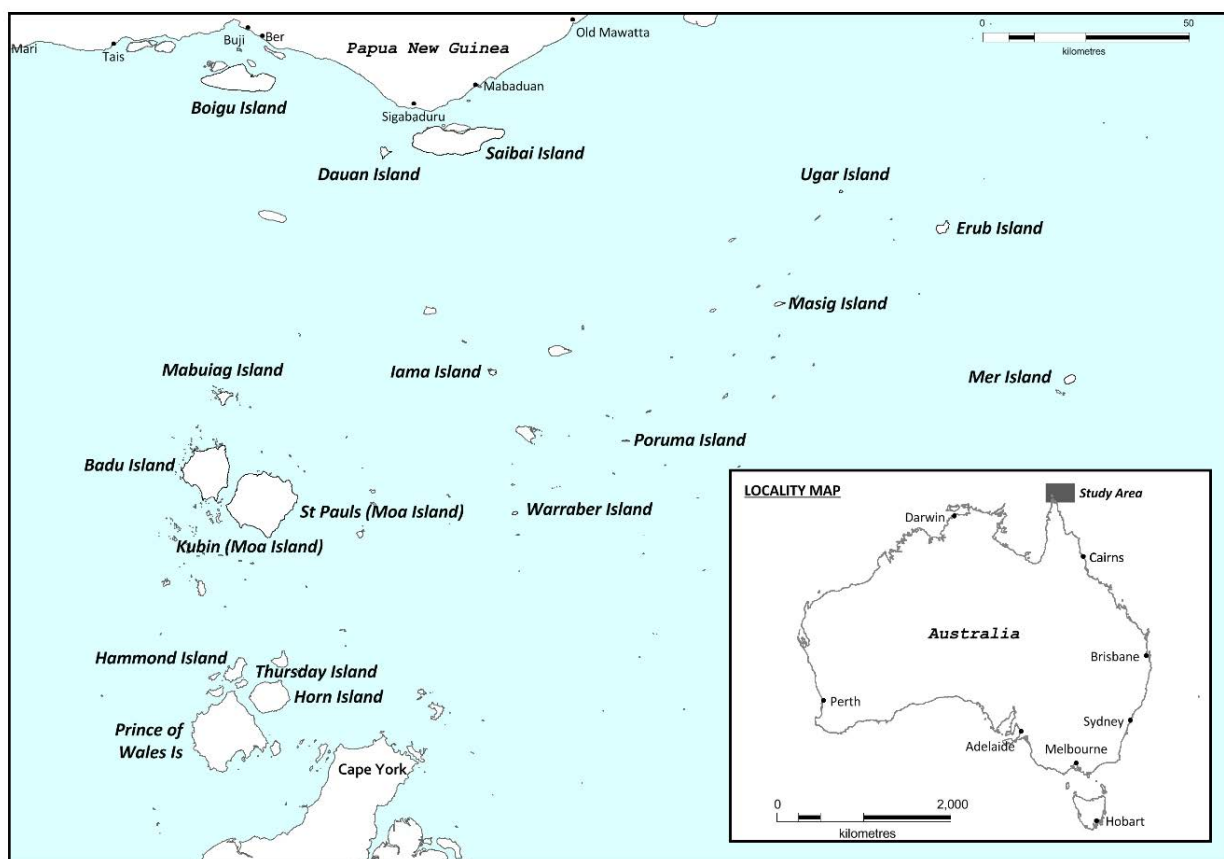 Mari
Tais
Buji
Ber
Papua New Guinea
Old Mawatta
0 50
kilometres
Mabaduan
Sigabaduru
Boigu Island
Saibai Island
Dauan Island
Ugar Island
Erub Island
Masig Island
Mabuiag Island
Iama Island
Mer Island
Poruma Island
Badu Island
St Pauls (Moa Island)
Warraber Island
Kubin (Moa Island)
Hammond Island
Thursday Island
Horn Island
Prince of
Wales Is
Cape York
LOCALITY MAP
Study Area
Darwin
Cairns
Australia
Brisbane
Perth
Sydney
Adelaide
Melbourne
0 2,000
kilometres
Hobart